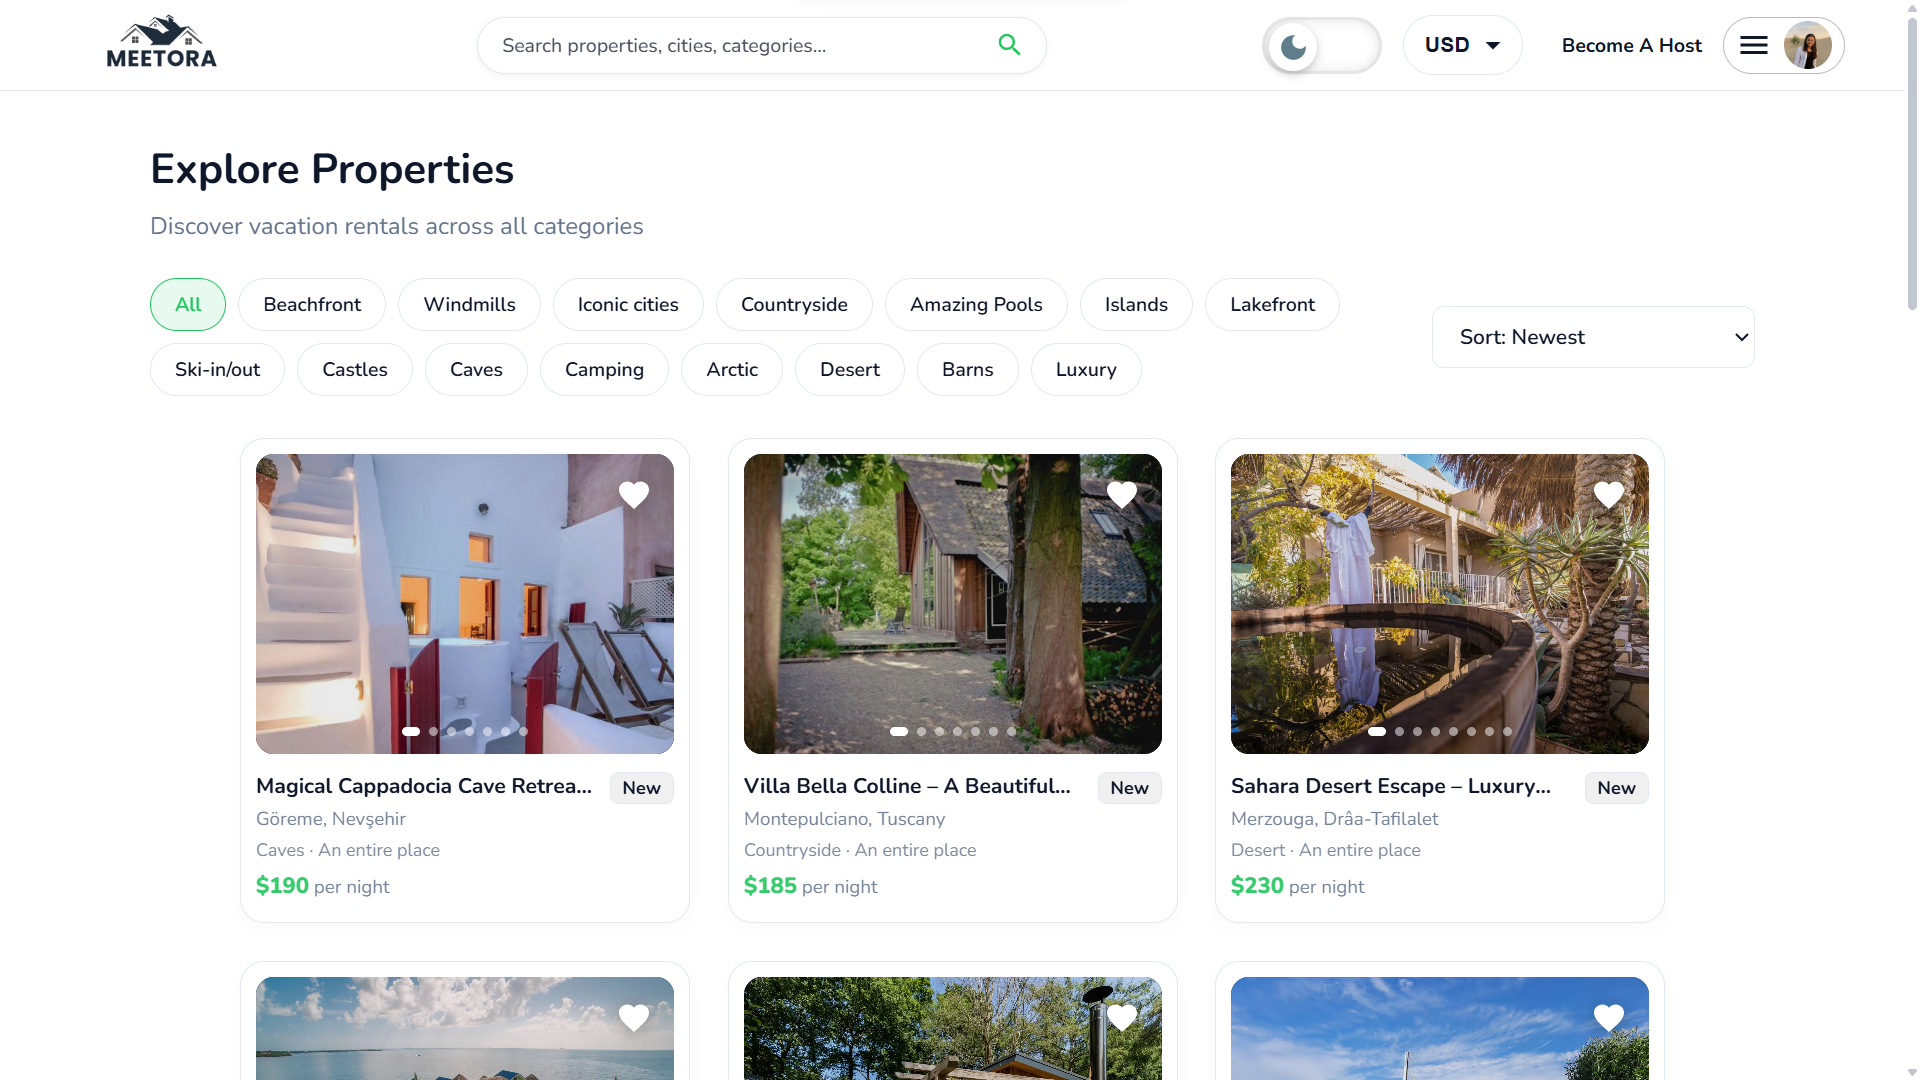 MEETORA
Search properties, cities, categories...
USD
Become A Host
Explore Properties
Discover vacation rentals across all categories
All
Beachfront
Windmills
Iconic cities
Countryside
Amazing Pools
Islands
Lakefront
Ski-in/out
Castles
Caves
Camping
Arctic
Desert
Barns
Luxury
Sort: Newest
Magical Cappadocia Cave Retrea...
New
Göreme, Nevşehir
Caves · An entire place
$190 per night
Villa Bella Colline – A Beautiful...
New
Montepulciano, Tuscany
Countryside · An entire place
$185 per night
Sahara Desert Escape – Luxury...
New
Merzouga, Drâa-Tafilalet
Desert · An entire place
$230 per night